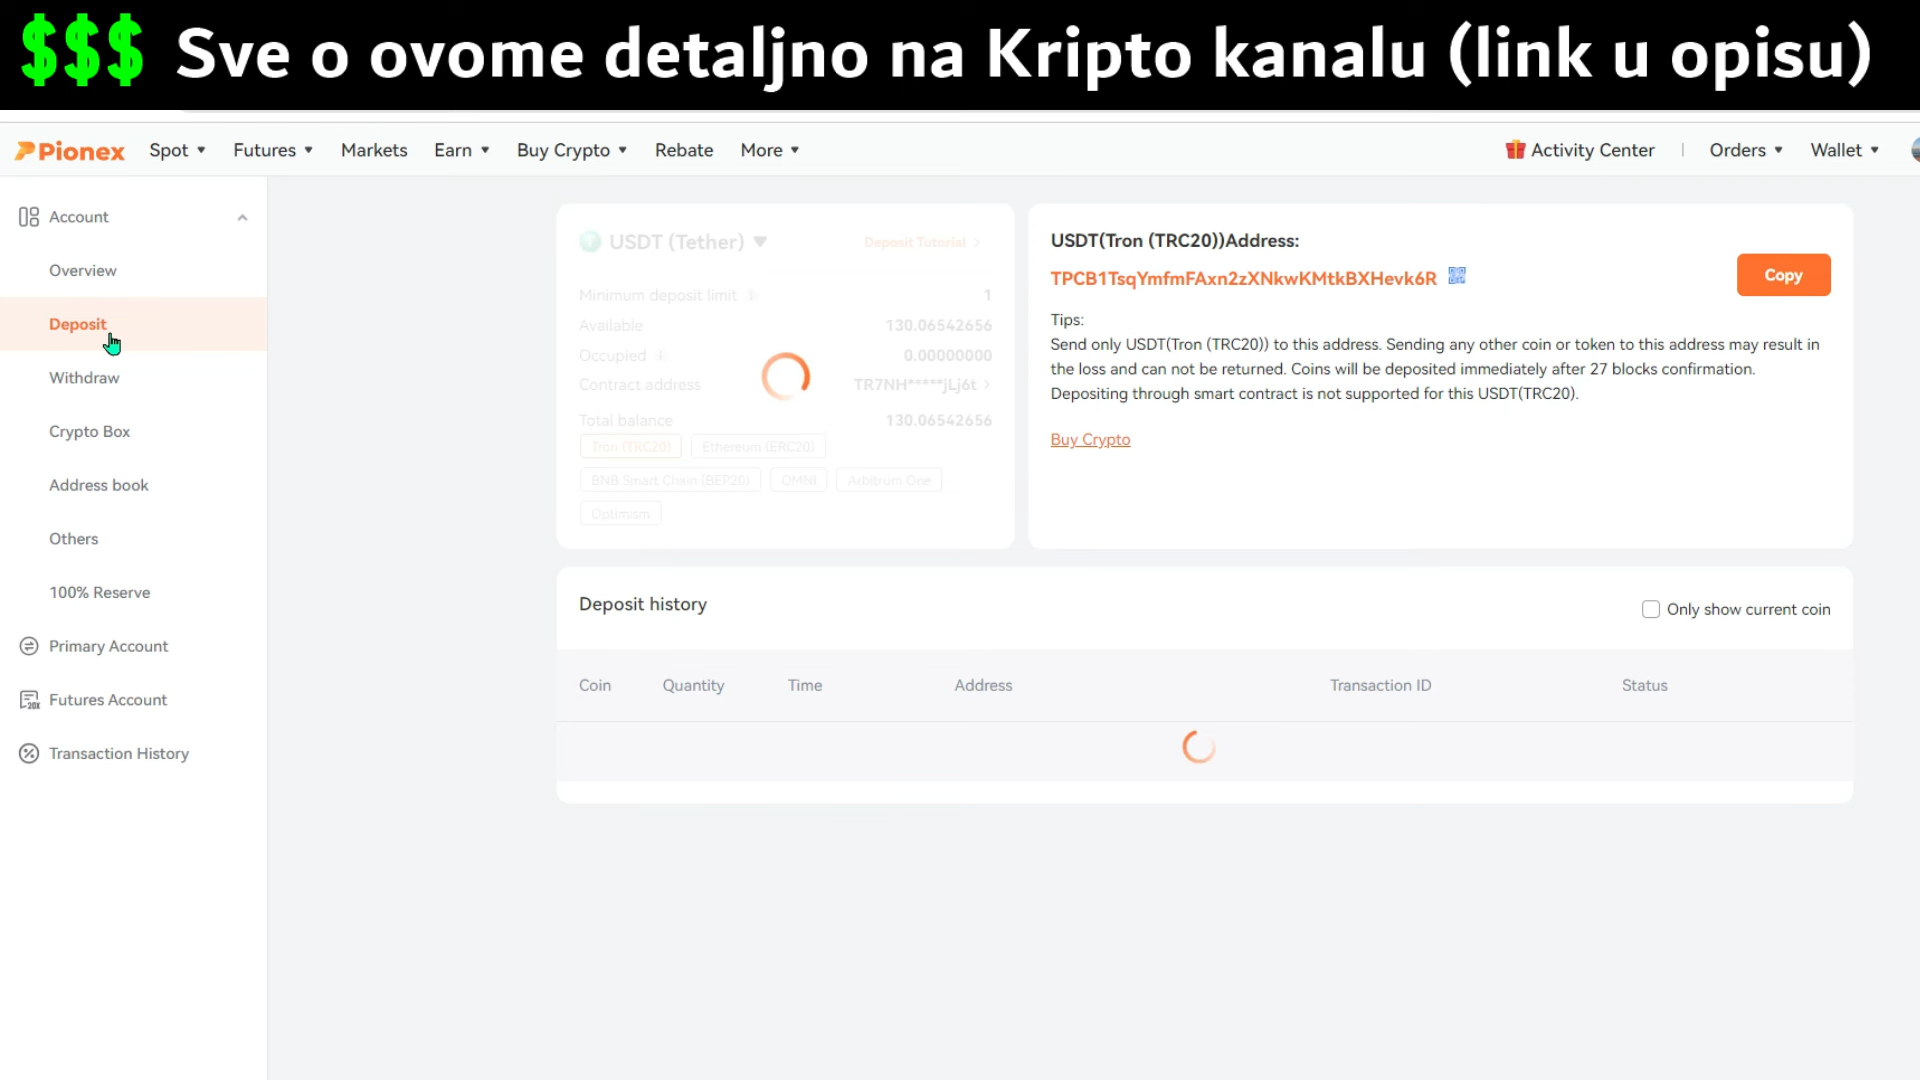 $$$ Sve o ovome detaljno na Kripto kanalu (link u opisu)
Pionex Spot Futures Markets Earn Buy Crypto Rebate More Activity Center Orders Wallet
Account
Overview
Deposit
Withdraw
Crypto Box
Address book
Others
100% Reserve
Primary Account
Futures Account
Transaction History
USDT (Tether) Deposit Tutorial
Minimum deposit limit 1
Available 130.06542656
Occupied 0.00000000
Contract address TR7NH*****jLj6t
Total balance 130.06542656
Tron (TRC20) Ethereum (ERC20)
BNB Smart Chain (BEP20) OMNI Arbitrum One
Optimism
USDT(Tron (TRC20))Address:
TPCB1TsqYmfmFAxn2zXNkwKMtkBXHevk6R
Copy
Tips:
Send only USDT(Tron (TRC20)) to this address. Sending any other coin or token to this address may result in
the loss and can not be returned. Coins will be deposited immediately after 27 blocks confirmation.
Depositing through smart contract is not supported for this USDT(TRC20).
Buy Crypto
Deposit history
Only show current coin
Coin Quantity Time Address Transaction ID Status